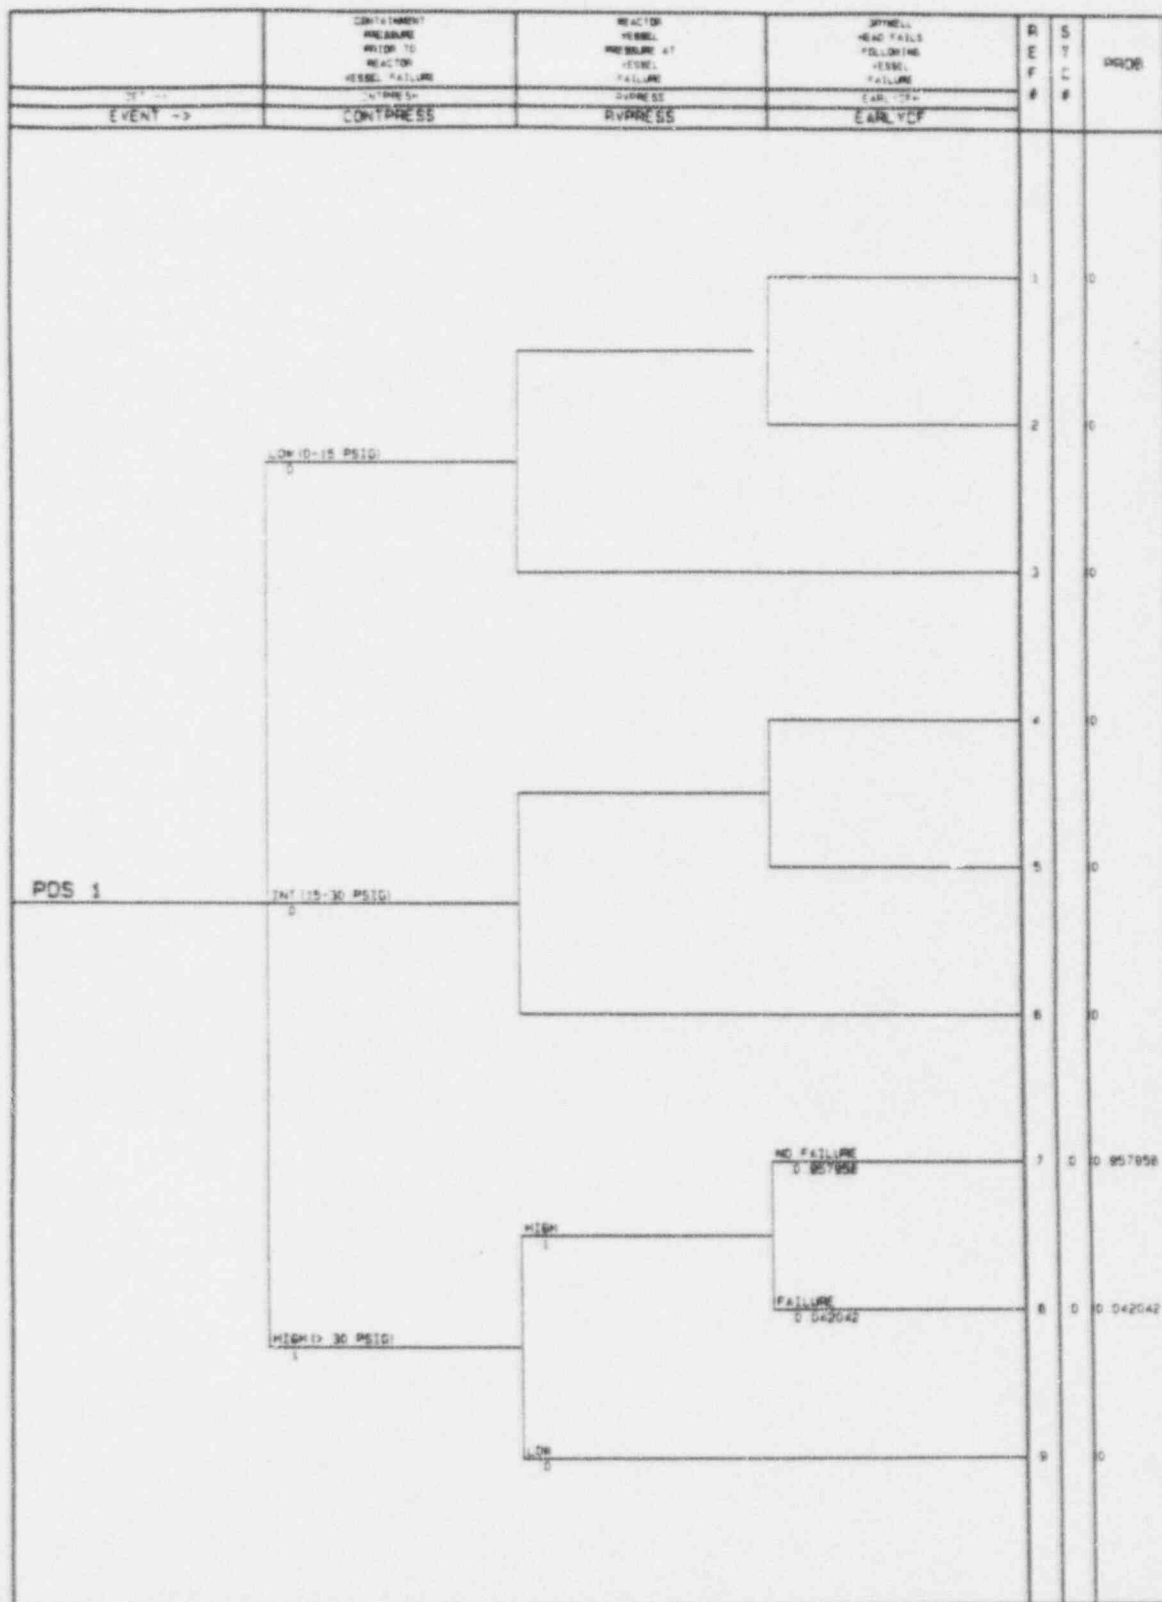 CONTAINMENT
PRESSURE
PRIOR TO
REACTOR
VESSEL FAILURE
REACTOR
VESSEL
PRESSURE AT
VESSEL
FAILURE
DRYWELL
HEAD FAILS
FOLLOWING
VESSEL
FAILURE
R
E
F
#
S
T
C
#
PROB
RVPRESS
EVENT ->
CONTPRESS
RVPRESS
EARLYCF
1 0
2 0
LOW (0-15 PSIG)
0
3 0
4 0
5 0
PDS 1
INT (15-30 PSIG)
0
6 0
NO FAILURE
0.957958
7 0 0.957958
HIGH
1
FAILURE
0.042042
8 0 0.042042
HIGH (> 30 PSIG)
1
LOW
0
9 0